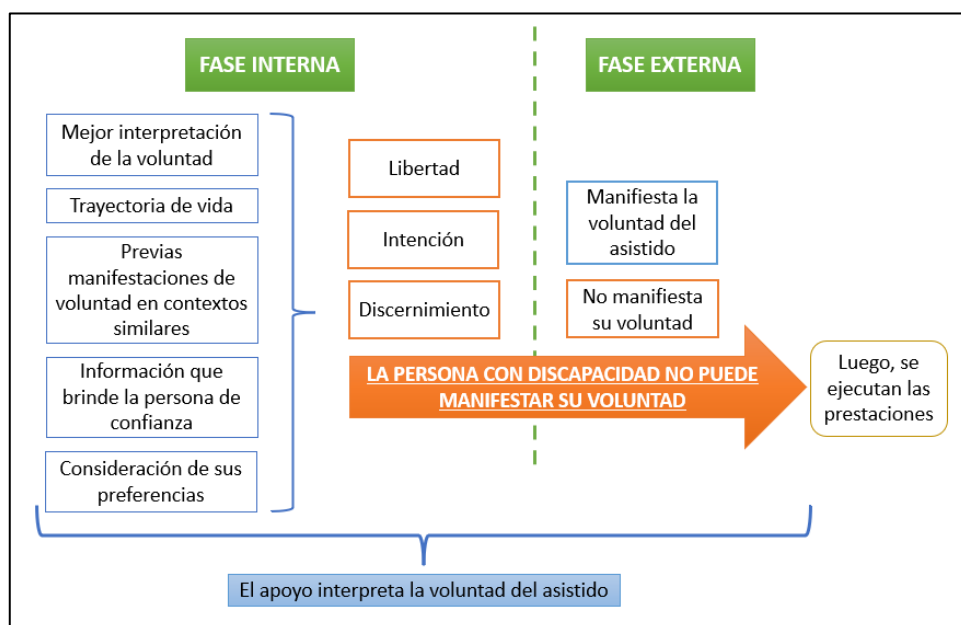 FASE INTERNA
FASE EXTERNA
Mejor interpretación
de la voluntad
Trayectoria de vida
Previas
manifestaciones de
voluntad en contextos
similares
Información que
brinde la persona de
confianza
Consideración de sus
preferencias
Libertad
Intención
Discernimiento
Manifiesta la
voluntad del
asistido
No manifiesta
su voluntad
LA PERSONA CON DISCAPACIDAD NO PUEDE
MANIFESTAR SU VOLUNTAD
Luego, se
ejecutan las
prestaciones
El apoyo interpreta la voluntad del asistido